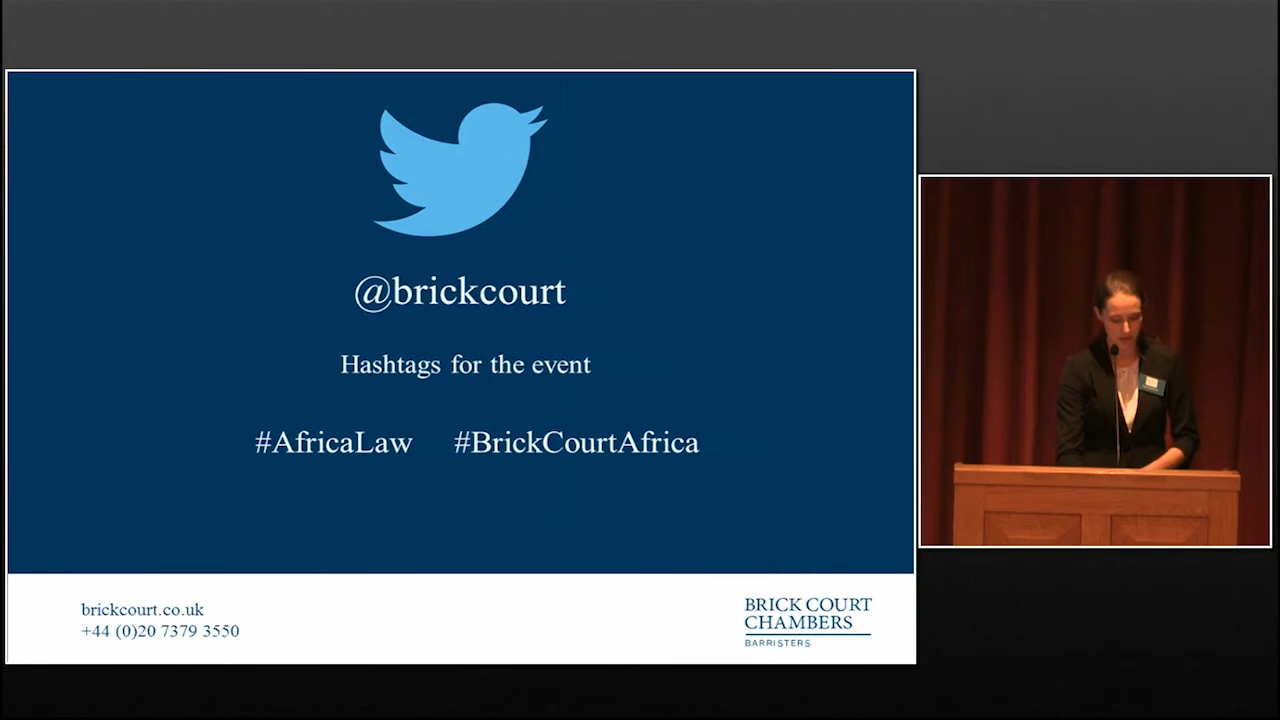 @brickcourt
Hashtags for the event
#AfricaLaw #BrickCourtAfrica
brickcourt.co.uk
+44 (0)20 7379 3550
BRICK COURT
CHAMBERS
BARRISTERS